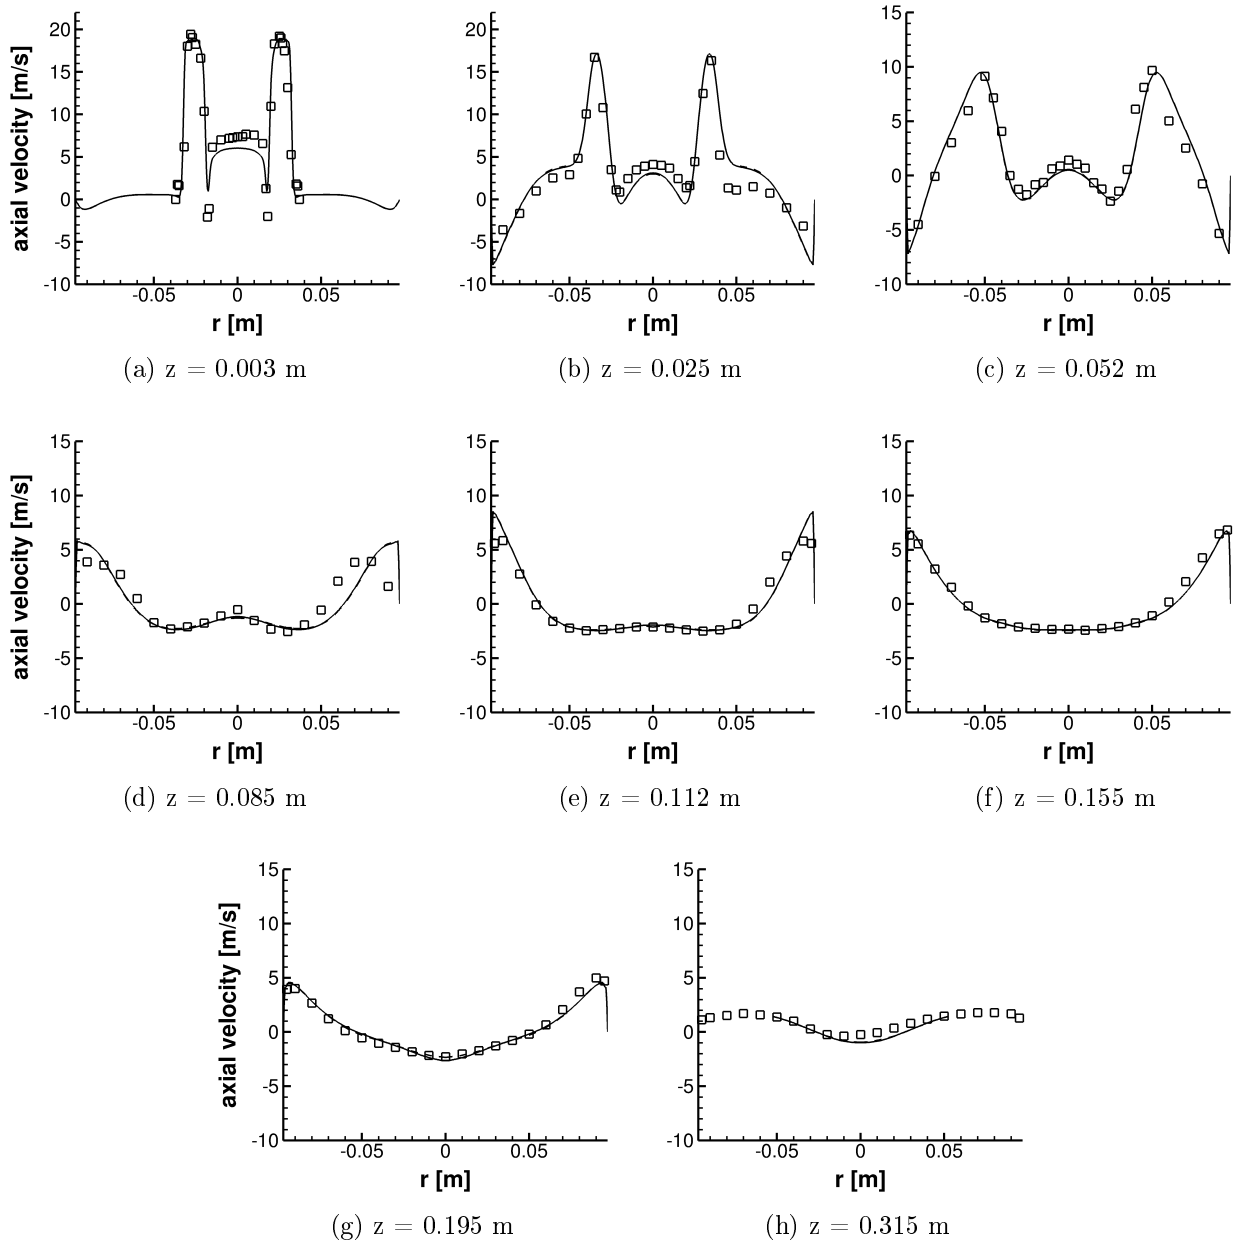 axial velocity [m/s]
20
15
10
5
0
-5
-10
-0.05 0 0.05
r [m]
(a) z = 0.003 m
20
15
10
5
0
-5
-10
-0.05 0 0.05
r [m]
(b) z = 0.025 m
15
10
5
0
-5
-10
-0.05 0 0.05
r [m]
(c) z = 0.052 m
axial velocity [m/s]
15
10
5
0
-5
-10
-0.05 0 0.05
r [m]
(d) z = 0.085 m
15
10
5
0
-5
-10
-0.05 0 0.05
r [m]
(e) z = 0.112 m
15
10
5
0
-5
-10
-0.05 0 0.05
r [m]
(f) z = 0.155 m
axial velocity [m/s]
15
10
5
0
-5
-10
-0.05 0 0.05
r [m]
(g) z = 0.195 m
15
10
5
0
-5
-10
-0.05 0 0.05
r [m]
(h) z = 0.315 m